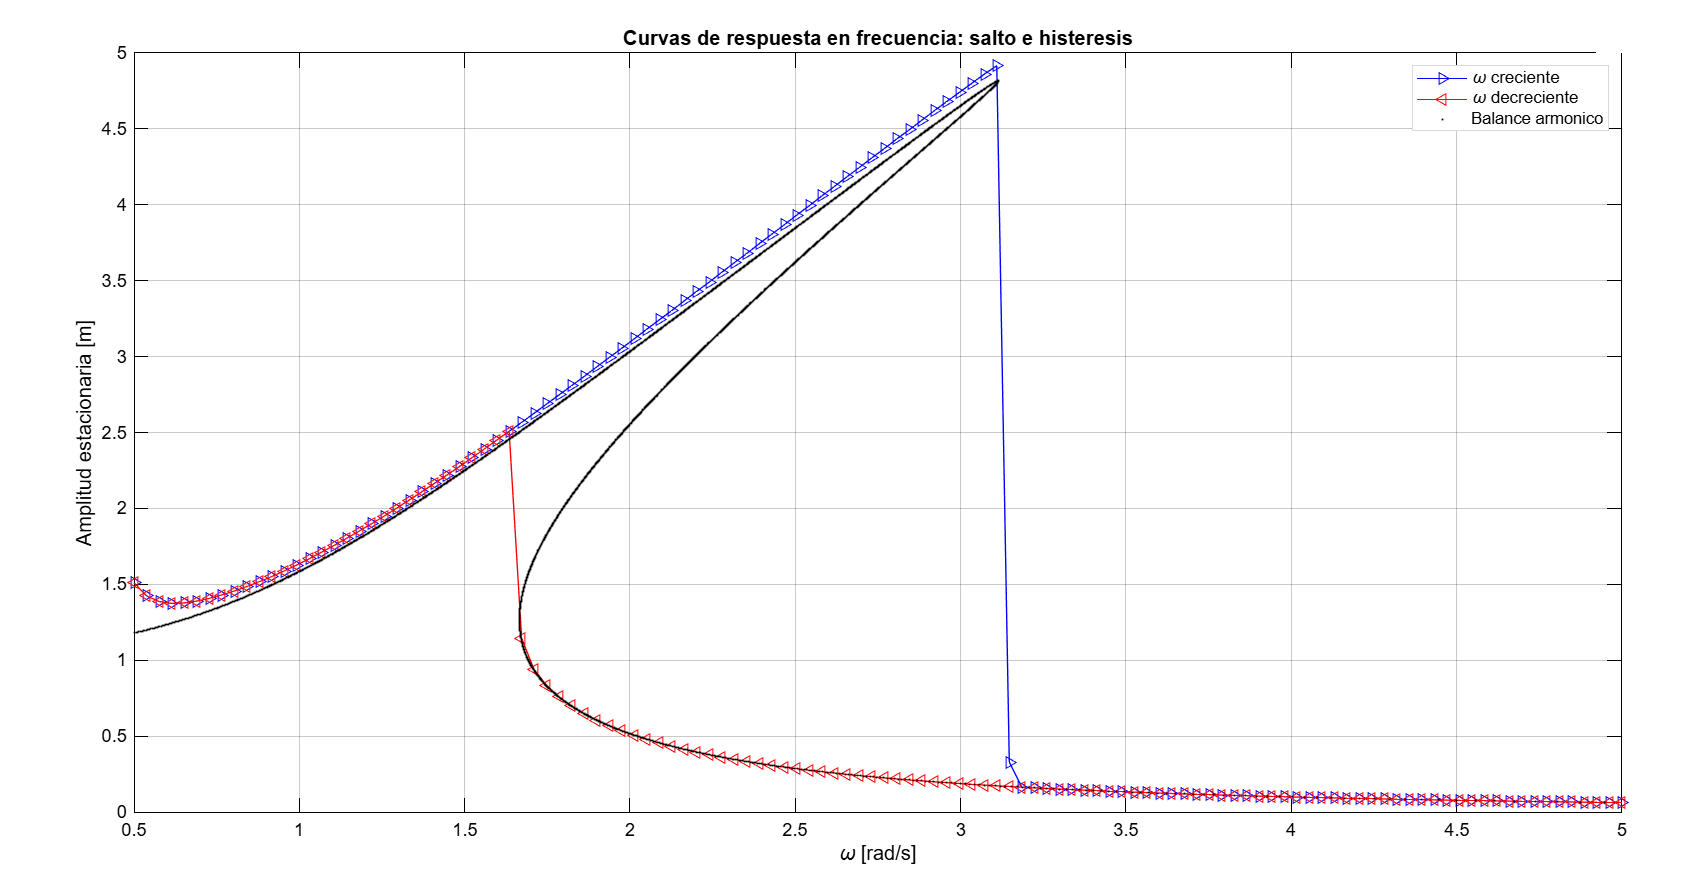 Curvas de respuesta en frecuencia: salto e histeresis
ω creciente
ω decreciente
Balance armonico
Amplitud estacionaria [m]
5
4.5
4
3.5
3
2.5
2
1.5
1
0.5
0
0.5 1 1.5 2 2.5 3 3.5 4 4.5 5
ω [rad/s]